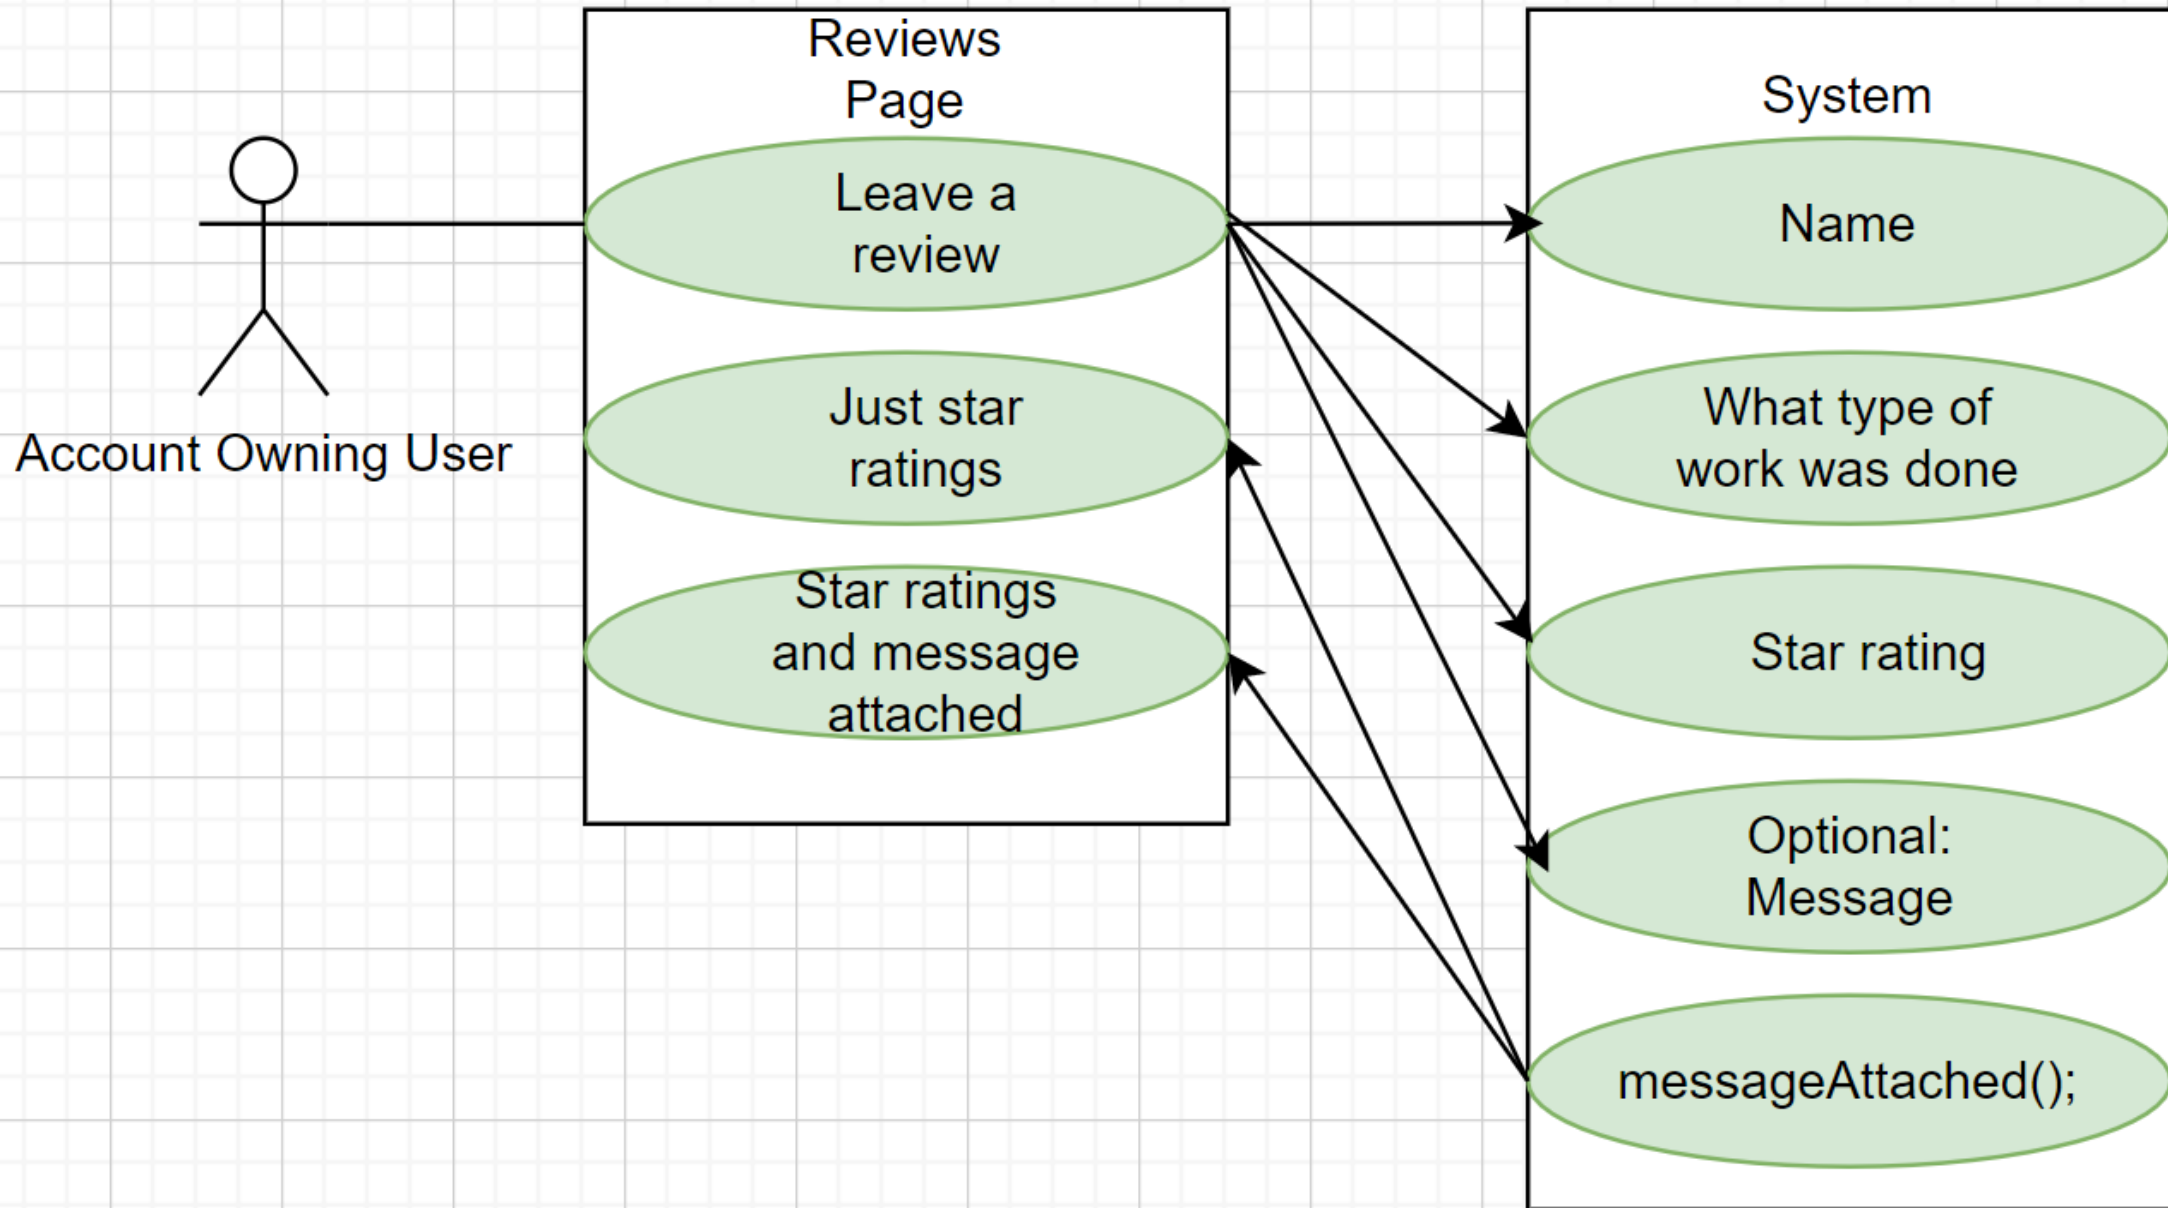 Reviews
Page
Leave a
review
Just star
ratings
Star ratings
and message
attached
Account Owning User
System
Name
What type of
work was done
Star rating
Optional:
Message
messageAttached();